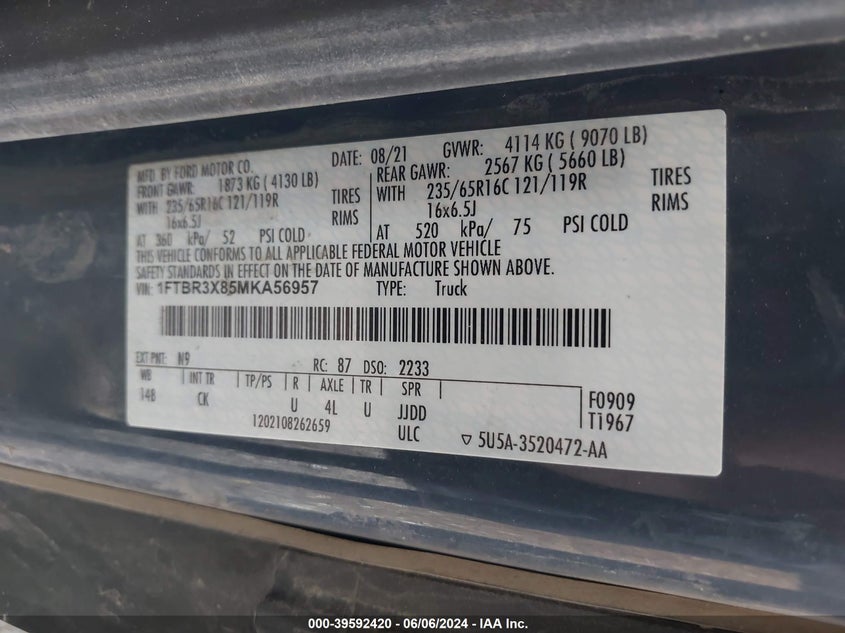 MFD. BY FORD MOTOR CO. DATE: 08/21 GVWR: 4114 KG ( 9070 LB)
FRONT GAWR: 1873 KG ( 4130 LB) REAR GAWR: 2567 KG ( 5660 LB)
WITH 235/65R16C 121/119R TIRES WITH 235/65R16C 121/119R TIRES
16x6.5J RIMS 16x6.5J RIMS
AT 360 kPa/ 52 PSI COLD AT 520 kPa/ 75 PSI COLD
THIS VEHICLE CONFORMS TO ALL APPLICABLE FEDERAL MOTOR VEHICLE
SAFETY STANDARDS IN EFFECT ON THE DATE OF MANUFACTURE SHOWN ABOVE.
VIN: 1FTBR3X85MKA56957 TYPE: Truck
EXT PNT: N9 RC: 87 DSO: 2233
WB INT TR TP/PS R AXLE TR SPR
148 CK U 4L U JJDD
F0909
T1967
1202108262659 ULC ▽ 5U5A-3520472-AA
000-39592420 - 06/06/2024 - IAA Inc.